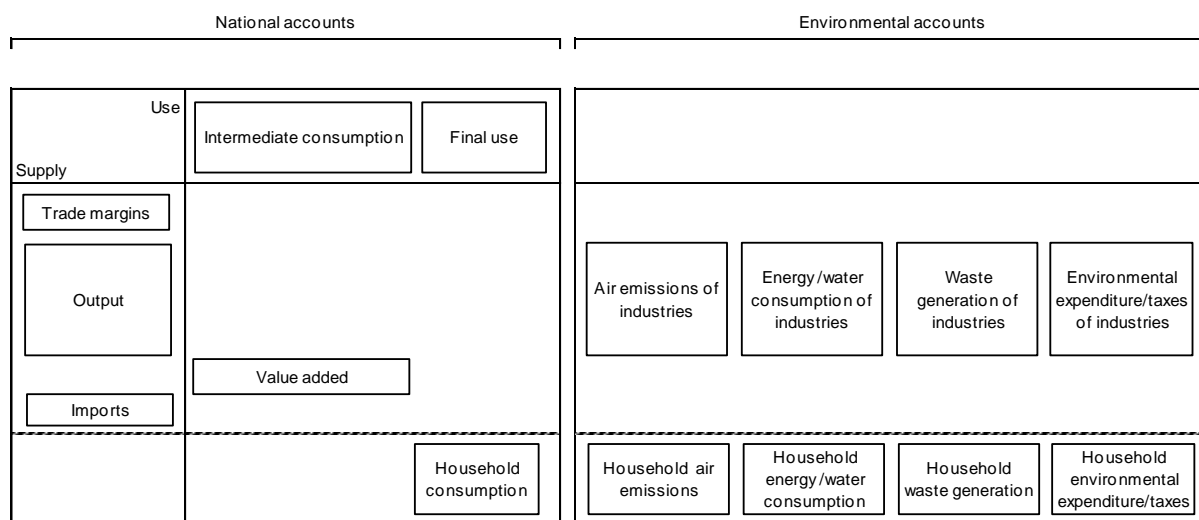 National accounts
Environmental accounts
Use
Supply
Intermediate consumption
Final use
Trade margins
Output
Value added
Imports
Air emissions of
industries
Energy/water
consumption of
industries
Waste
generation of
industries
Environmental
expenditure/taxes
of industries
Household
consumption
Household air
emissions
Household
energy/water
consumption
Household
waste generation
Household
environmental
expenditure/taxes